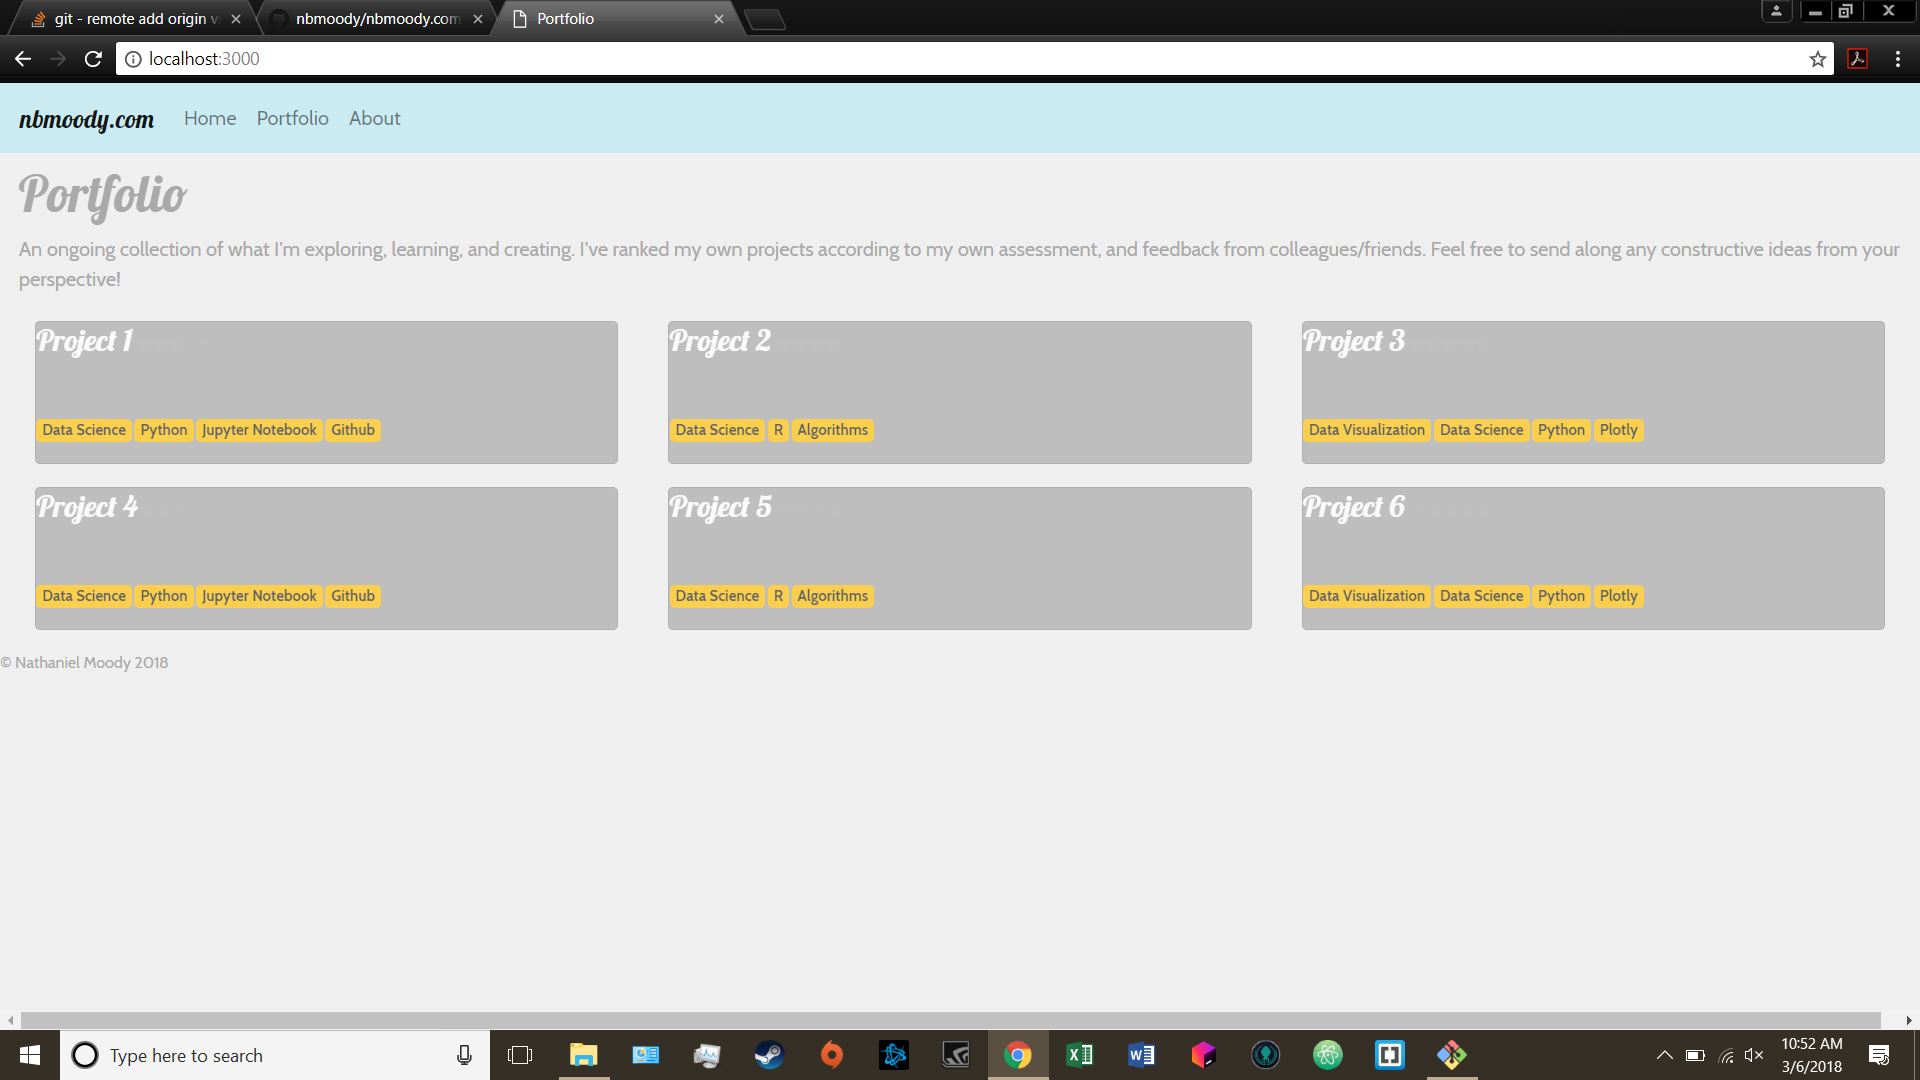 git - remote add origin v
nbmoody/nbmoody.com
Portfolio
localhost:3000
nbmoody.com Home Portfolio About
Portfolio
An ongoing collection of what I'm exploring, learning, and creating. I've ranked my own projects according to my own assessment, and feedback from colleagues/friends. Feel free to send along any constructive ideas from your
perspective!
Project 1
Data Science Python Jupyter Notebook Github
Project 2
Data Science R Algorithms
Project 3
Data Visualization Data Science Python Plotly
Project 4
Data Science Python Jupyter Notebook Github
Project 5
Data Science R Algorithms
Project 6
Data Visualization Data Science Python Plotly
© Nathaniel Moody 2018
Type here to search
10:52 AM
3/6/2018